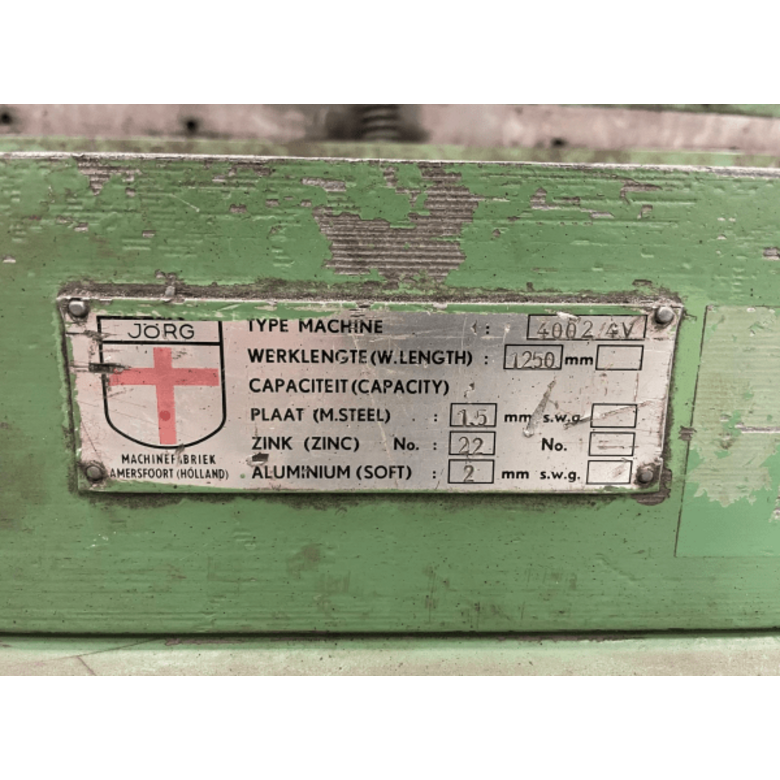 JÖRG
MACHINEFABRIEK
AMERSFOORT (HOLLAND)
TYPE MACHINE : 4002/4V
WERKLENGTE (W. LENGTH) : 1250 mm
CAPACITEIT (CAPACITY)
PLAAT (M. STEEL) : 1.5 mm s.w.g.
ZINK (ZINC) No. : 22 No.
ALUMINIUM (SOFT) : 2 mm s.w.g.